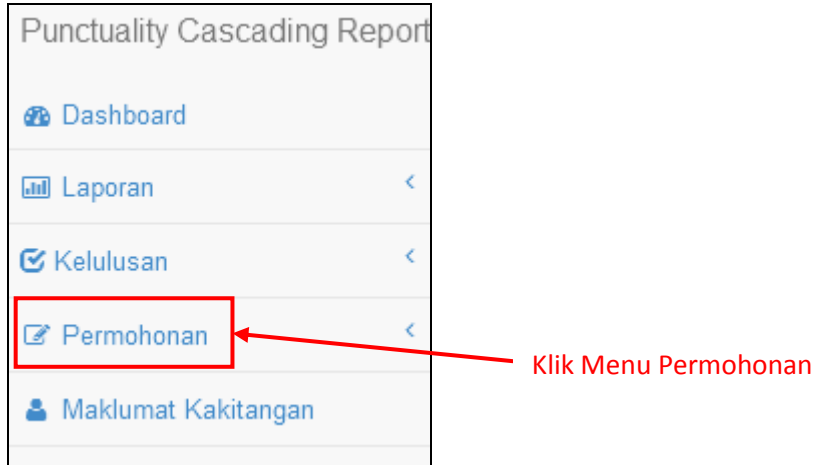 Punctuality Cascading Report
Dashboard
Laporan
Kelulusan
Permohonan
Klik Menu Permohonan
Maklumat Kakitangan